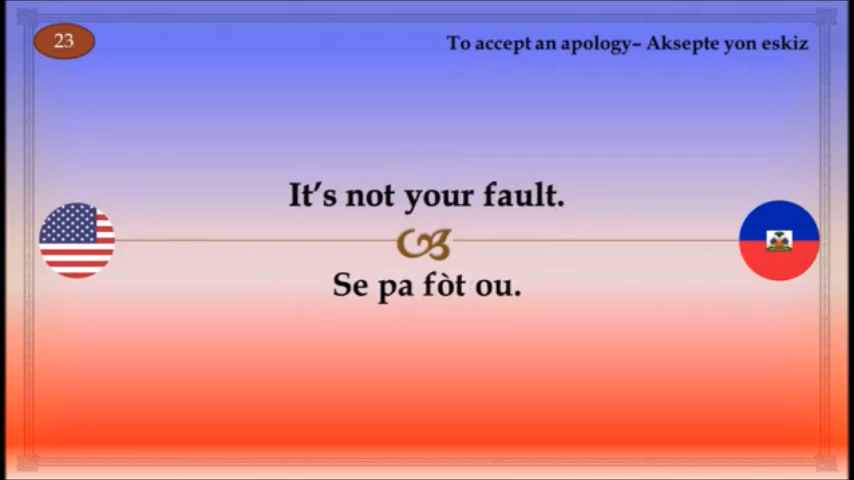 23
To accept an apology– Aksepte yon eskiz
It’s not your fault.
Se pa fòt ou.